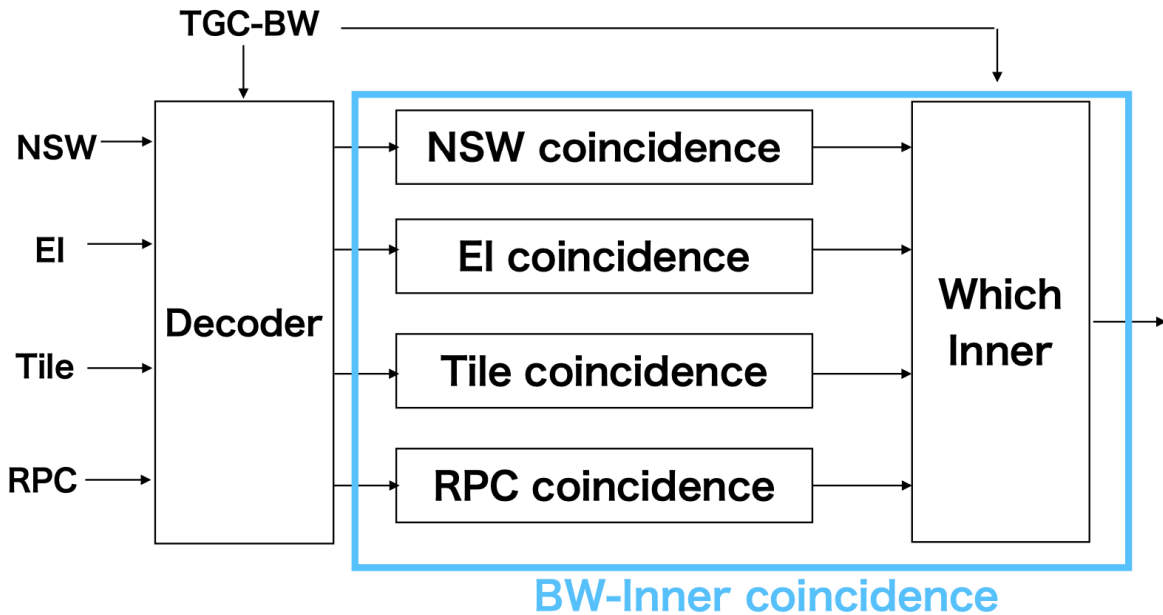 TGC-BW
NSW
EI
Tile
RPC
Decoder
NSW coincidence
EI coincidence
Tile coincidence
RPC coincidence
Which
Inner
BW-Inner coincidence